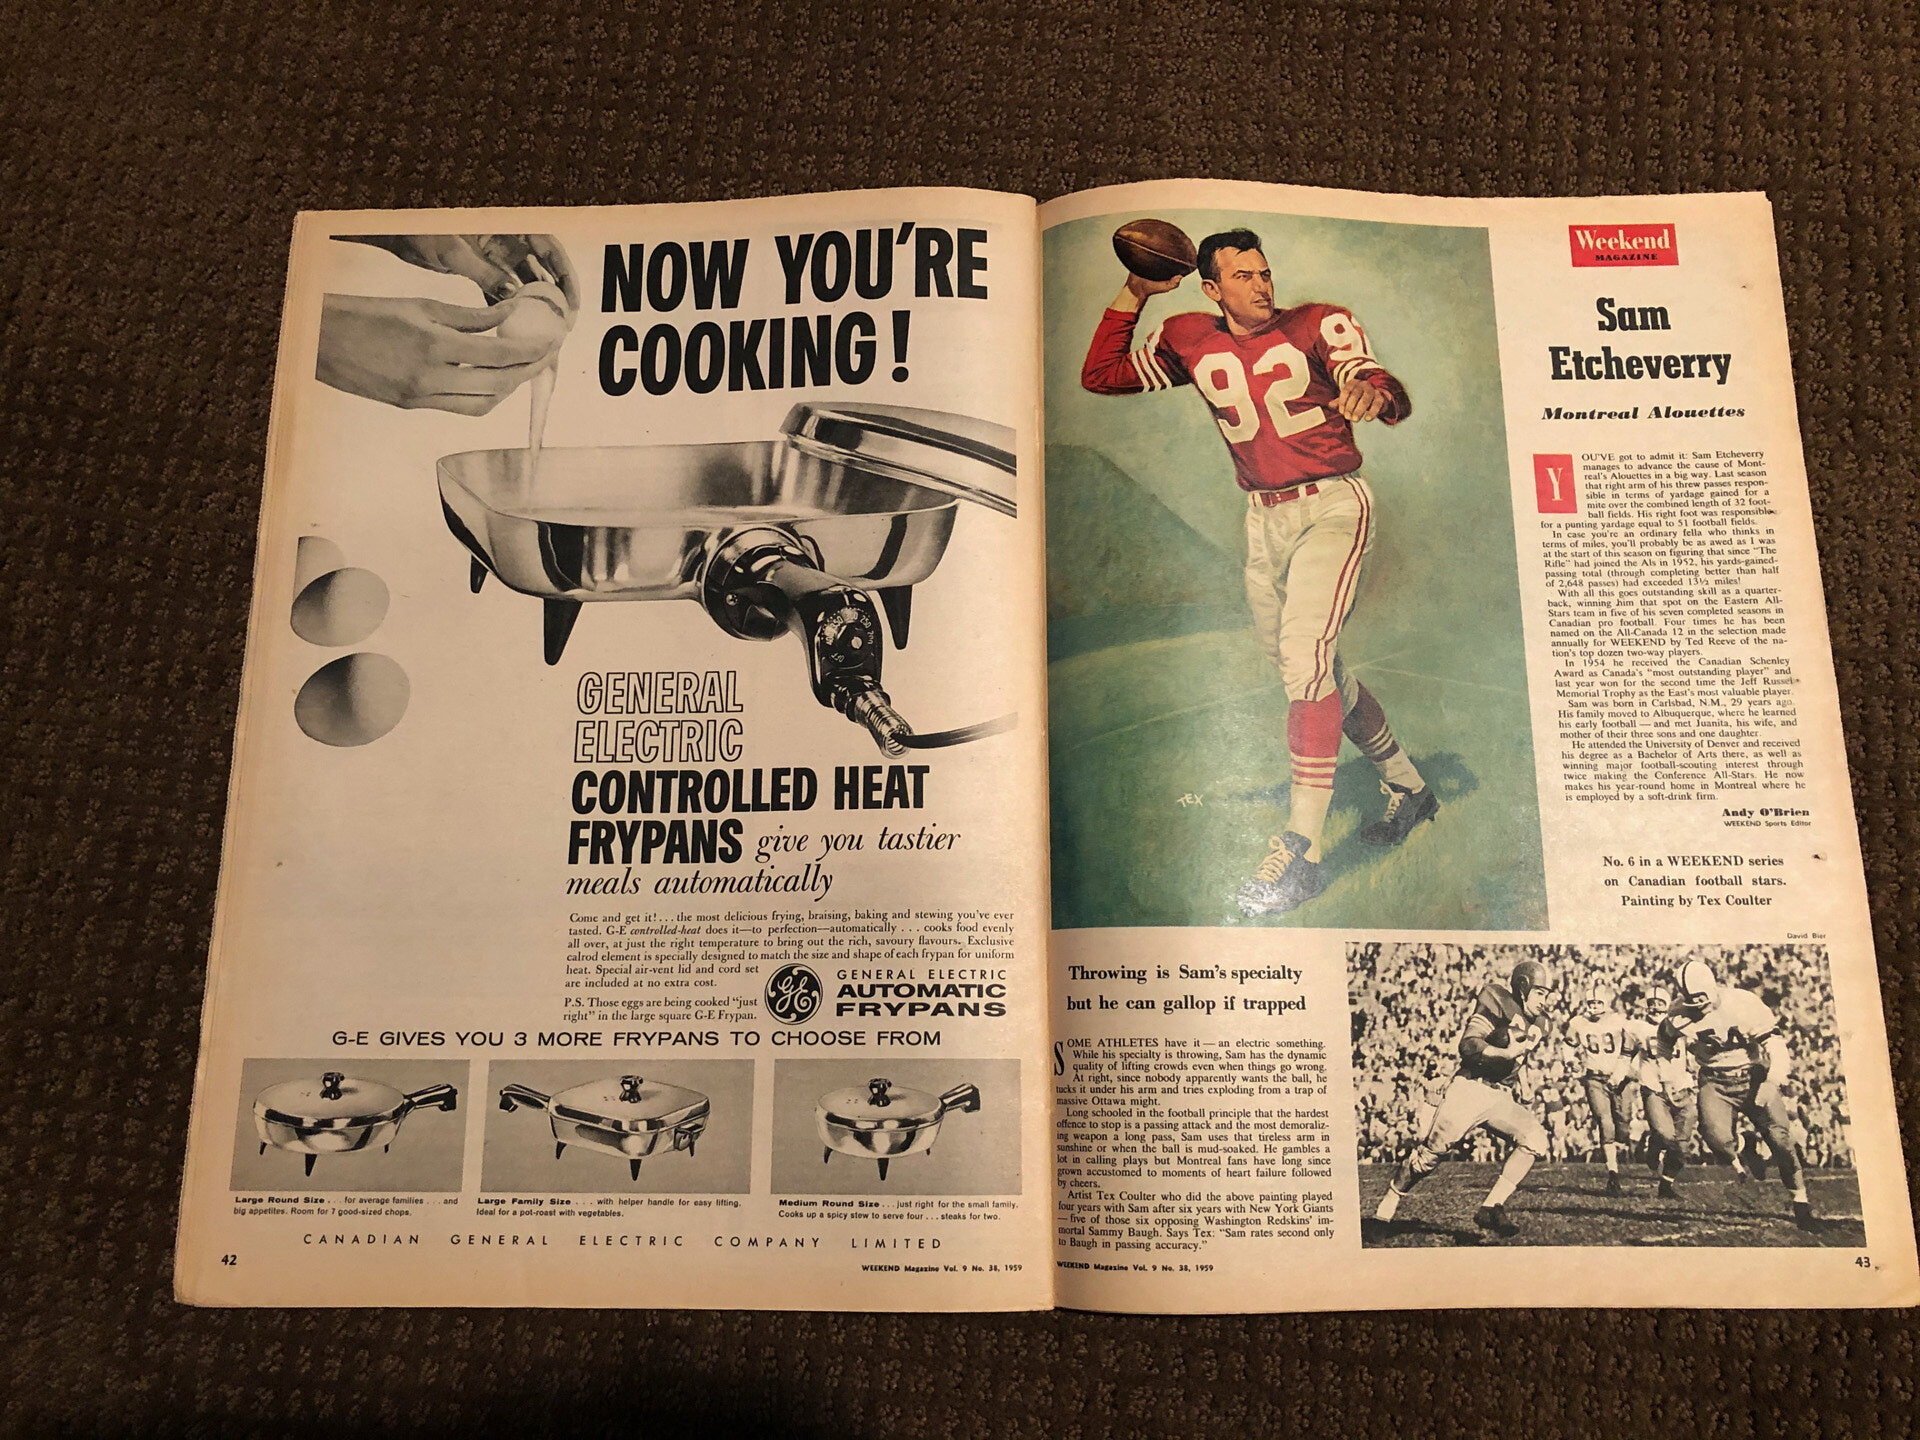 NOW YOU'RE
COOKING!
GENERAL
ELECTRIC
CONTROLLED HEAT
FRYPANS give you tastier
meals automatically
Come and get it!... the most delicious frying, braising, baking and stewing you've ever
tasted. G-E controlled-heat does it—to perfection—automatically . . . cooks food evenly
all over, at just the right temperature to bring out the rich, savoury flavours. Exclusive
calrod element is specially designed to match the size and shape of each frypan for uniform
heat. Special air-vent lid and cord set
are included at no extra cost.
P.S. Those eggs are being cooked "just
right" in the large square G-E Frypan.
GE
GENERAL ELECTRIC
AUTOMATIC
FRYPANS
G-E GIVES YOU 3 MORE FRYPANS TO CHOOSE FROM
Large Round Size . . . for average families . . . and
big appetites. Room for 7 good-sized chops.
Large Family Size . . . with helper handle for easy lifting.
Ideal for a pot-roast with vegetables.
Medium Round Size . . . just right for the small family.
Cooks up a spicy stew to serve four . . . steaks for two.
CANADIAN GENERAL ELECTRIC COMPANY LIMITED
42
WEEKEND Magazine Vol. 9 No. 38, 1959
92
9
TEX
Weekend
MAGAZINE
Sam
Etcheverry
Montreal Alouettes
YOU'VE got to admit it: Sam Etcheverry
manages to advance the cause of Mont-
real's Alouettes in a big way. Last season
that right arm of his threw passes respon-
sible in terms of yardage gained for a
mile over the combined length of 32 foot-
ball fields. His right foot was responsible
for a punting yardage equal to 51 football fields.
In case you're an ordinary fella who thinks in
terms of miles, you'll probably be as awed as I was
at the start of this season on figuring that since "The
Rifle" had joined the Als in 1952, his yards-gained-
passing total (through completing better than half
of 2,648 passes) had exceeded 13½ miles!
With all this goes outstanding skill as a quarter-
back, winning him that spot on the Eastern All-
Stars team in five of his seven completed seasons in
Canadian pro football. Four times he has been
named on the All-Canada 12 in the selection made
annually for WEEKEND by Ted Reeve of the na-
tion's top dozen two-way players.
In 1954 he received the Canadian Schenley
Award as Canada's "most outstanding player" and
last year won for the second time the Jeff Russel
Memorial Trophy as the East's most valuable player.
Sam was born in Carlsbad, N.M., 29 years ago.
His family moved to Albuquerque, where he learned
his early football — and met Juanita, his wife, and
mother of their three sons and one daughter.
He attended the University of Denver and received
his degree as a Bachelor of Arts there, as well as
winning major football-scouting interest through
twice making the Conference All-Stars. He now
makes his year-round home in Montreal where he
is employed by a soft-drink firm.
Andy O'Brien
WEEKEND Sports Editor
No. 6 in a WEEKEND series
on Canadian football stars.
Painting by Tex Coulter
David Bier
Throwing is Sam's specialty
but he can gallop if trapped
SOME ATHLETES have it — an electric something.
While his specialty is throwing, Sam has the dynamic
quality of lifting crowds even when things go wrong.
At right, since nobody apparently wants the ball, he
tucks it under his arm and tries exploding from a trap of
massive Ottawa might.
Long schooled in the football principle that the hardest
offence to stop is a passing attack and the most demoraliz-
ing weapon a long pass, Sam uses that tireless arm in
sunshine or when the ball is mud-soaked. He gambles a
lot in calling plays but Montreal fans have long since
grown accustomed to moments of heart failure followed
by cheers.
Artist Tex Coulter who did the above painting played
four years with Sam after six years with New York Giants
—five of those six opposing Washington Redskins' im-
mortal Sammy Baugh. Says Tex: "Sam rates second only
to Baugh in passing accuracy."
54
WEEKEND Magazine Vol. 9 No. 38, 1959
43